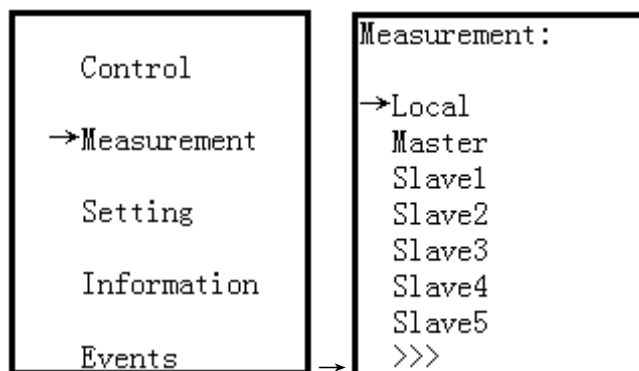 Control
→Measurement
Setting
Information
Events
→
Measurement:
→Local
Master
Slave1
Slave2
Slave3
Slave4
Slave5
>>>